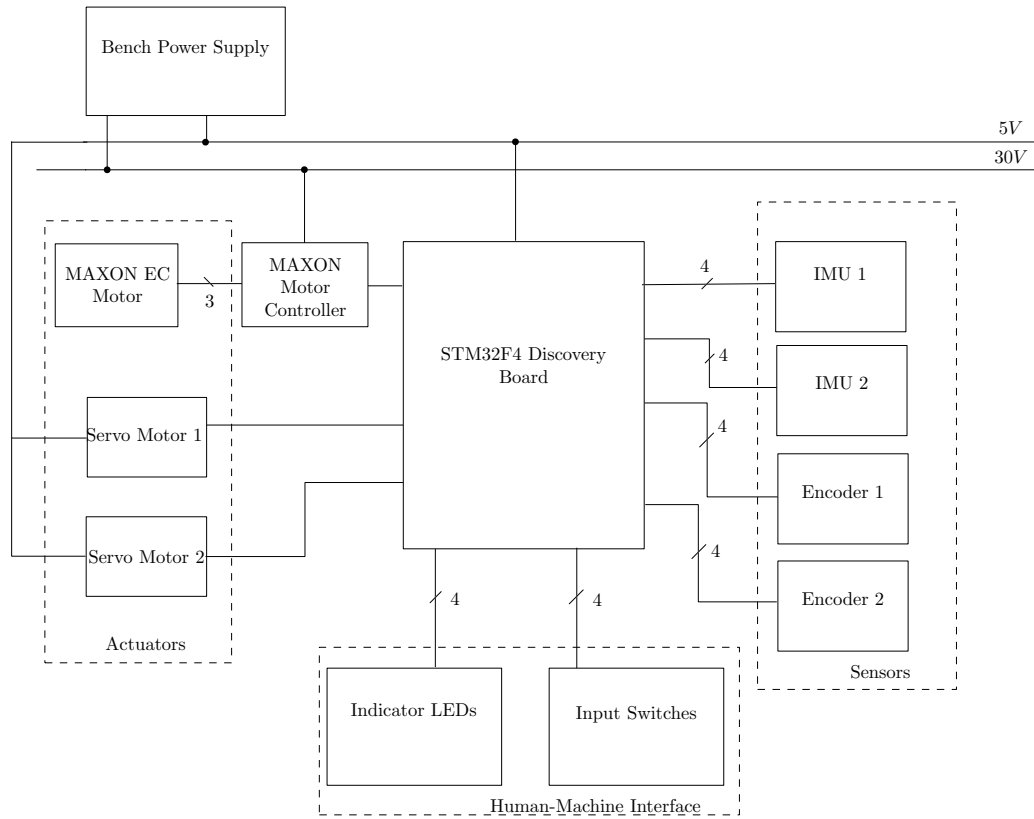 Bench Power Supply
5V
30V
MAXON EC
Motor
3
MAXON
Motor
Controller
STM32F4 Discovery
Board
4
IMU 1
4
IMU 2
4
Encoder 1
4
Encoder 2
Servo Motor 1
Servo Motor 2
Actuators
Sensors
4
4
Indicator LEDs
Input Switches
Human-Machine Interface